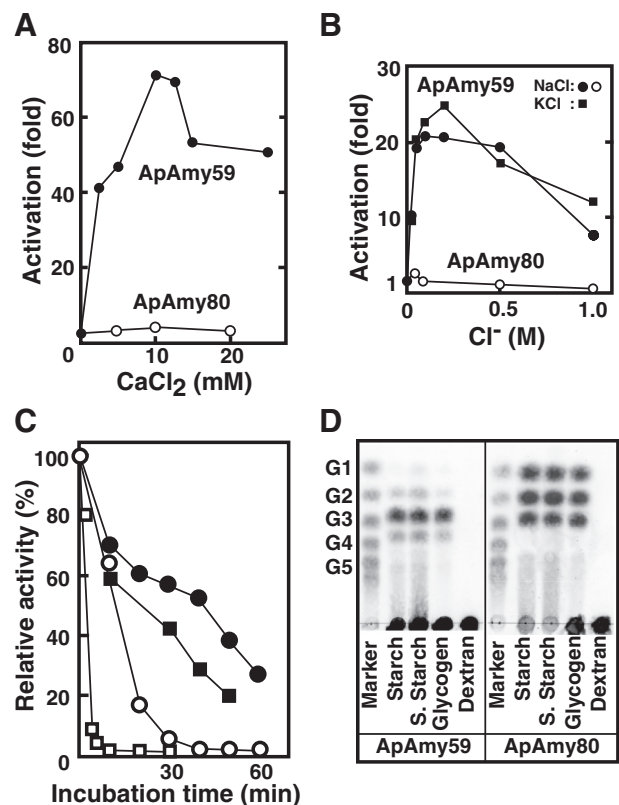 A
80
60
40
20
0
Activation (fold)
ApAmy59
ApAmy80
10
20
CaCl2 (mM)
B
30
20
10
1
Activation (fold)
ApAmy59
NaCl:
KCl :
ApAmy80
0
0.5
1.0
Cl- (M)
C
100
80
60
40
20
0
Relative activity (%)
30
60
Incubation time (min)
D
G1
G2
G3
G4
G5
Marker
Starch
S. Starch
Glycogen
Dextran
Marker
Starch
S. Starch
Glycogen
Dextran
ApAmy59
ApAmy80